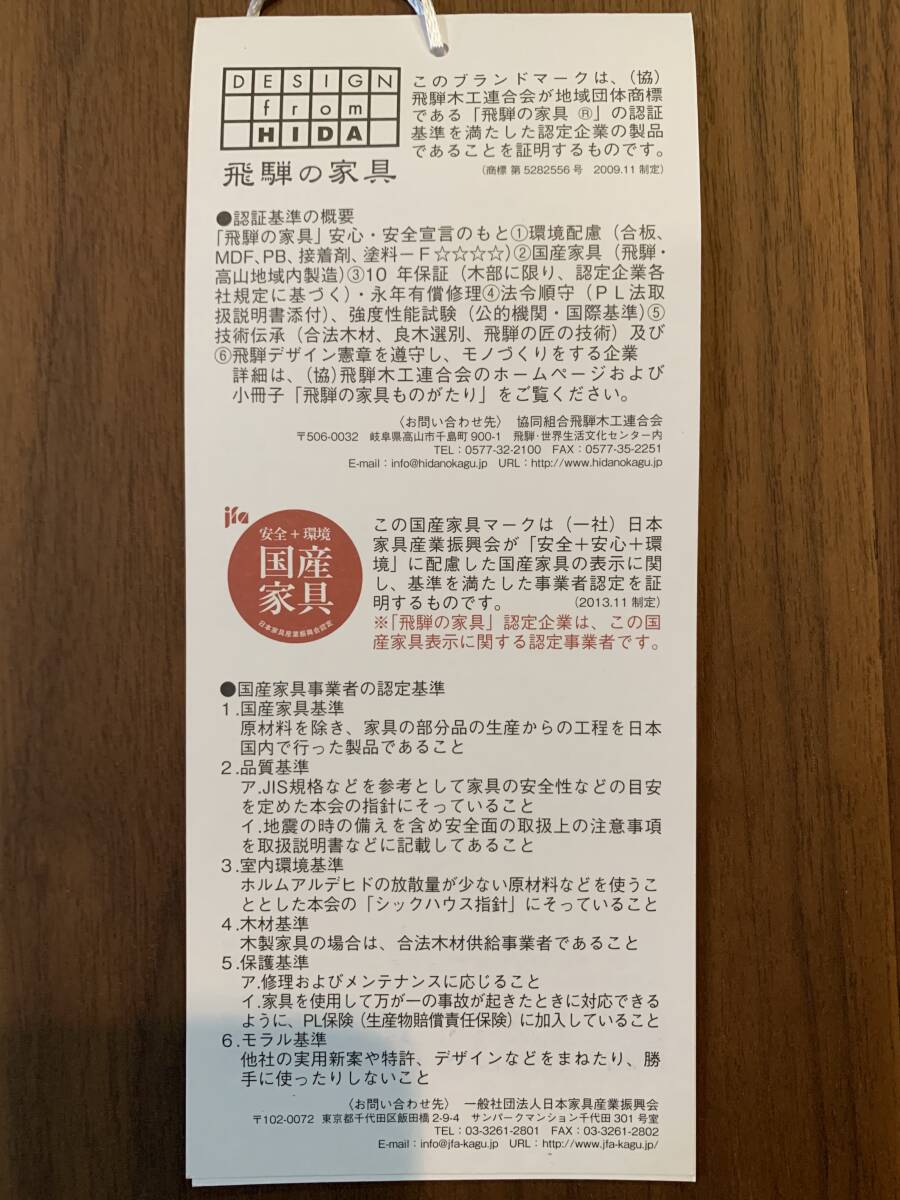 DESIGN
from
HIDA
飛騨の家具
このブランドマークは、(協)
飛騨木工連合会が地域団体商標
である「飛騨の家具 ®」の認証
基準を満たした認定企業の製品
であることを証明するものです。
(商標 第 5282556 号 2009.11 制定)
●認証基準の概要
「飛騨の家具」安心・安全宣言のもと①環境配慮(合板、
MDF、PB、接着剤、塗料－F☆☆☆☆)②国産家具(飛騨・
高山地域内製造)③10 年保証(木部に限り、認定企業各
社規定に基づく)・永年有償修理④法令順守(PL法取
扱説明書添付)、強度性能試験(公的機関・国際基準)⑤
技術伝承(合法木材、良木選別、飛騨の匠の技術)及び
⑥飛騨デザイン憲章を遵守し、モノづくりをする企業
詳細は、(協)飛騨木工連合会のホームページおよび
小冊子「飛騨の家具ものがたり」をご覧ください。
〈お問い合わせ先〉 協同組合飛騨木工連合会
〒506-0032 岐阜県高山市千島町 900-1 飛騨・世界生活文化センター内
TEL：0577-32-2100 FAX：0577-35-2251
E-mail：info@hidanokagu.jp URL：http://www.hidanokagu.jp
jfa
安全＋環境
国産
家具
日本家具産業振興会認定
この国産家具マークは(一社)日本
家具産業振興会が「安全＋安心＋環
境」に配慮した国産家具の表示に関
し、基準を満たした事業者認定を証
明するものです。 (2013.11 制定)
※「飛騨の家具」認定企業は、この国
産家具表示に関する認定事業者です。
●国産家具事業者の認定基準
1.国産家具基準
原材料を除き、家具の部分品の生産からの工程を日本
国内で行った製品であること
2.品質基準
ア.JIS規格などを参考として家具の安全性などの目安
を定めた本会の指針にそっていること
イ.地震の時の備えを含め安全面の取扱上の注意事項
を取扱説明書などに記載してあること
3.室内環境基準
ホルムアルデヒドの放散量が少ない原材料などを使うこ
ととした本会の「シックハウス指針」にそっていること
4.木材基準
木製家具の場合は、合法木材供給事業者であること
5.保護基準
ア.修理およびメンテナンスに応じること
イ.家具を使用して万が一の事故が起きたときに対応できる
ように、PL保険(生産物賠償責任保険)に加入していること
6.モラル基準
他社の実用新案や特許、デザインなどをまねたり、勝
手に使ったりしないこと
〈お問い合わせ先〉 一般社団法人日本家具産業振興会
〒102-0072 東京都千代田区飯田橋 2-9-4 サンパークマンション千代田 301 号室
TEL：03-3261-2801 FAX：03-3261-2802
E-mail：info@jfa-kagu.jp URL：http://www.jfa-kagu.jp/